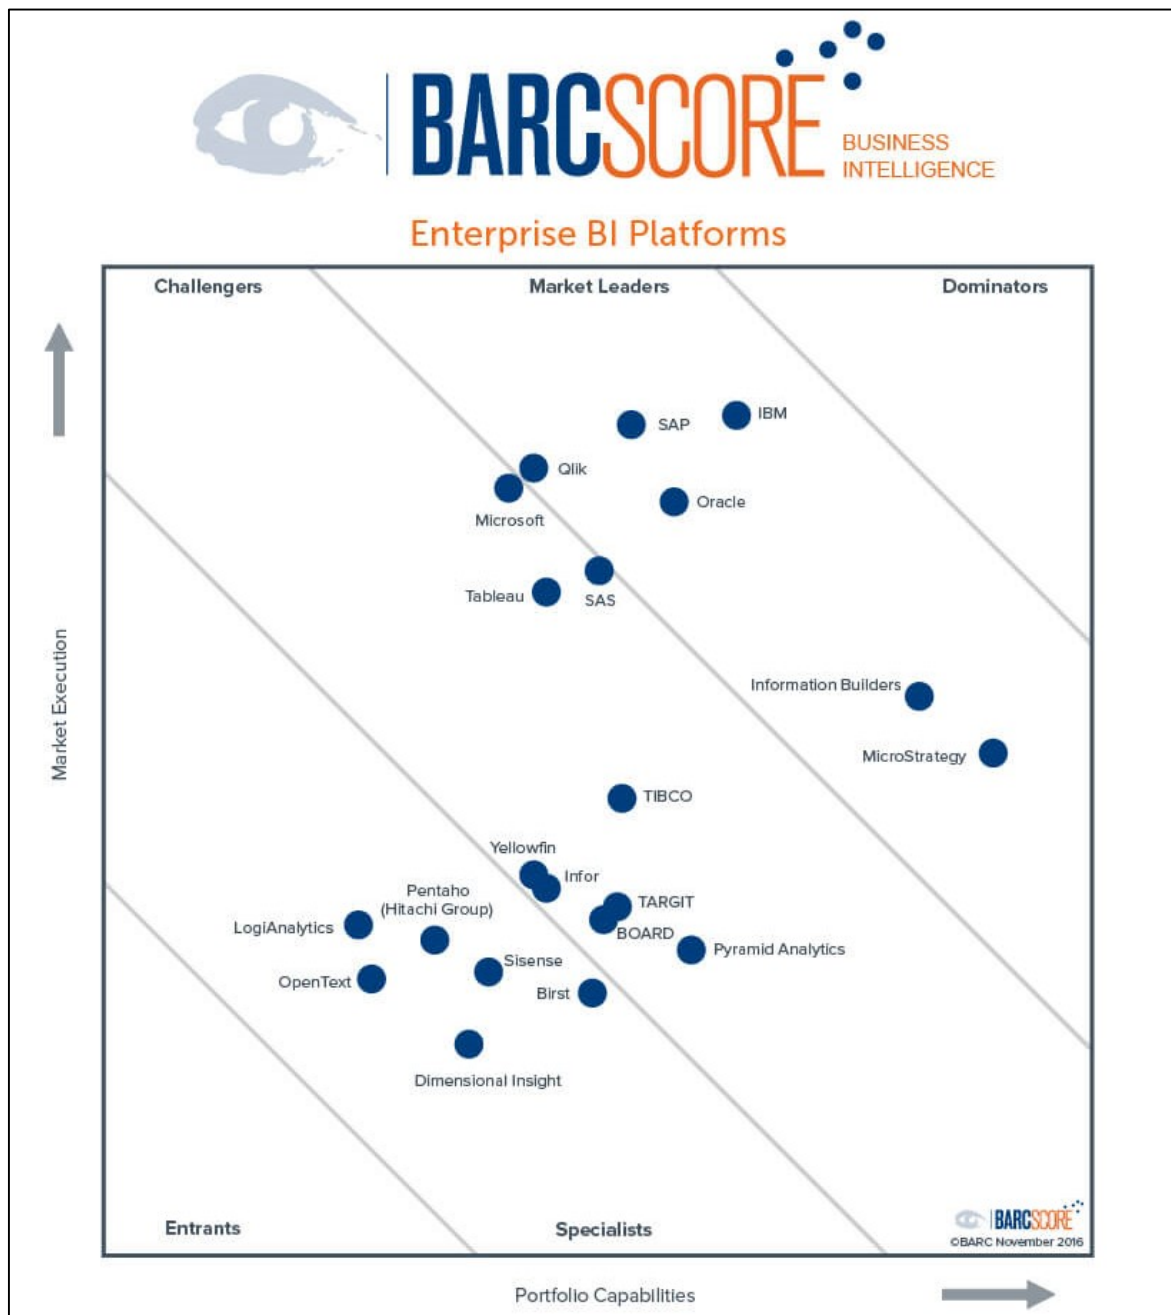 BARCSCORE
BUSINESS
INTELLIGENCE
Enterprise BI Platforms
Challengers
Market Leaders
Dominators
IBM
SAP
Qlik
Oracle
Microsoft
Tableau
SAS
Market Execution
Information Builders
MicroStrategy
TIBCO
Yellowfin
Infor
Pentaho
(Hitachi Group)
TARGIT
LogiAnalytics
BOARD
Pyramid Analytics
Sisense
OpenText
Birst
Dimensional Insight
Entrants
Specialists
BARCSCORE
©BARC November 2016
Portfolio Capabilities